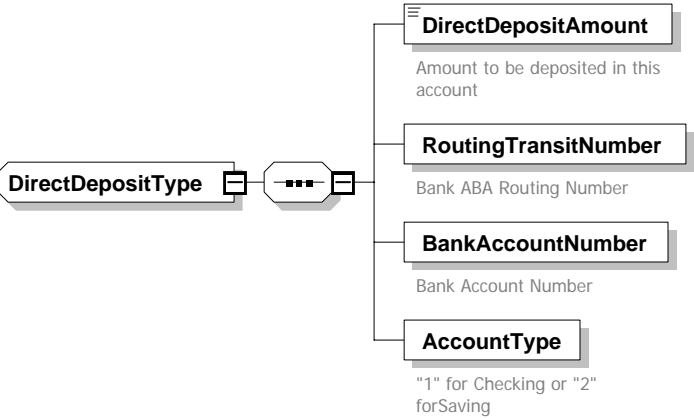 DirectDepositAmount
Amount to be deposited in this
account
RoutingTransitNumber
Bank ABA Routing Number
DirectDepositType
BankAccountNumber
Bank Account Number
AccountType
"1" for Checking or "2"
forSaving